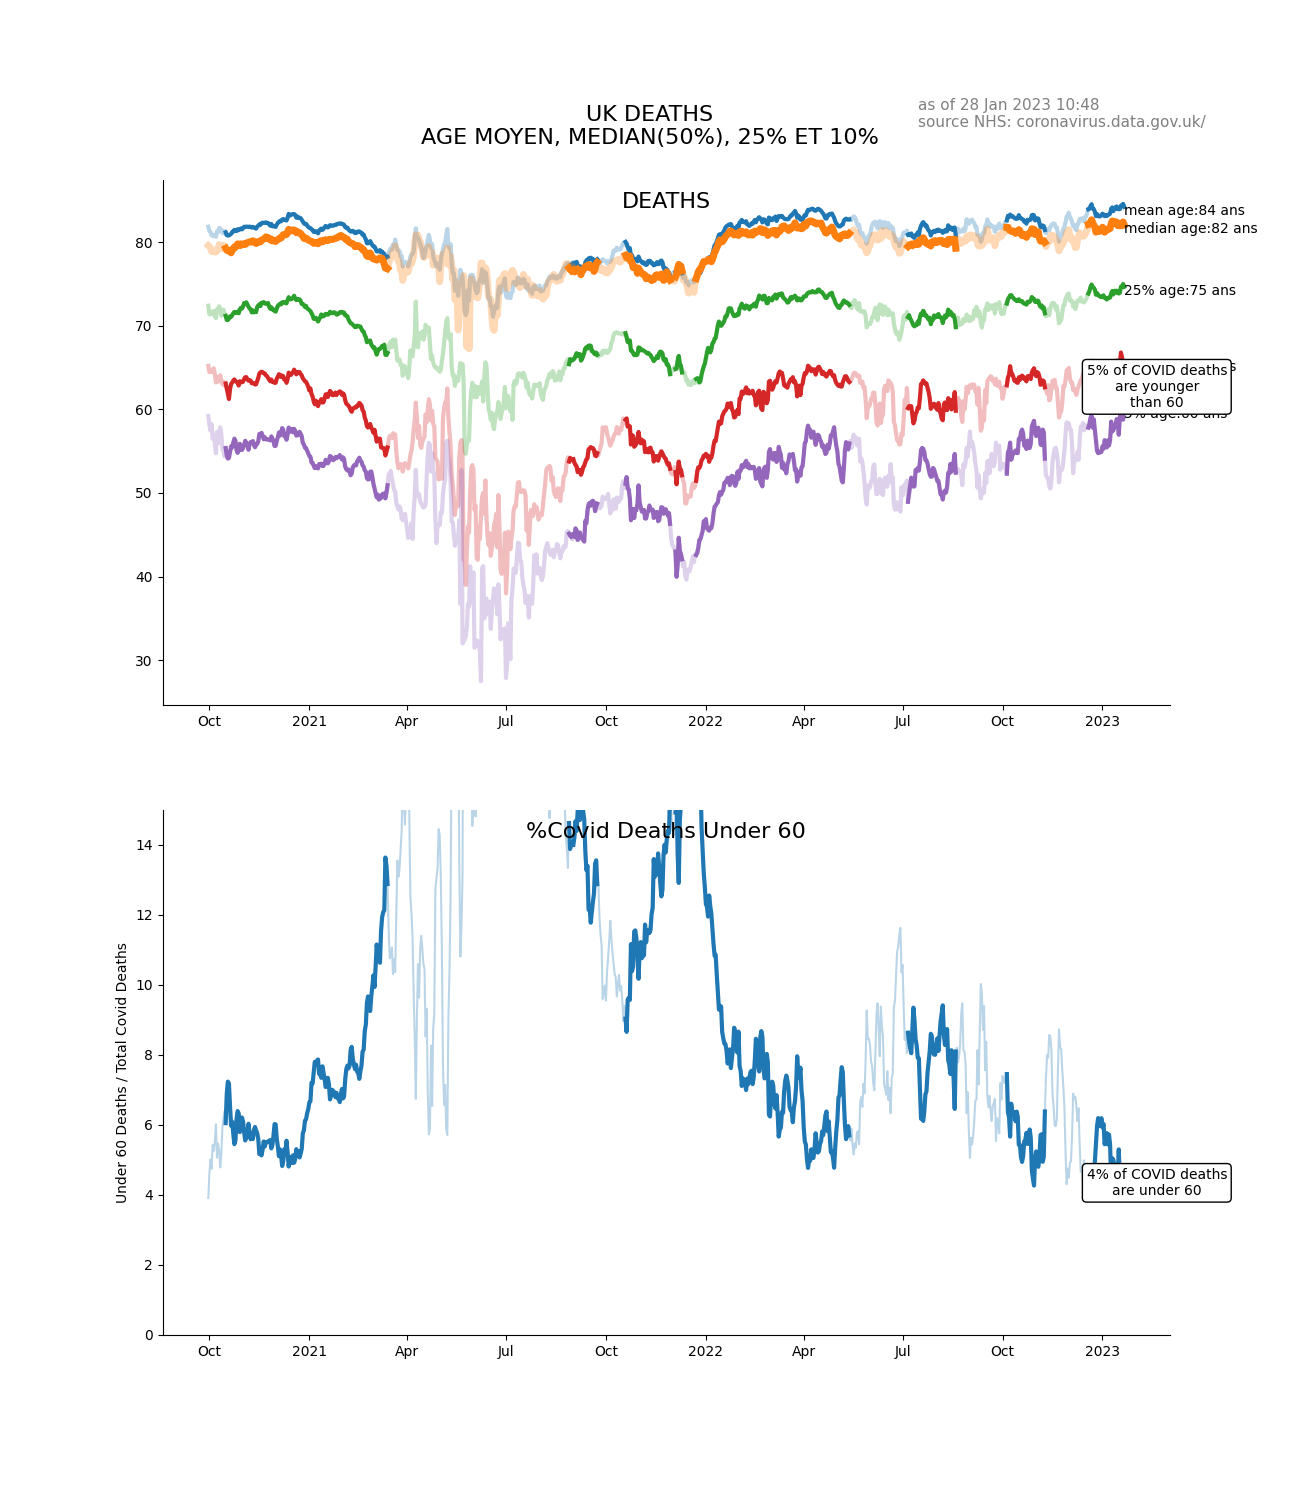 as of 28 Jan 2023 10:48
source NHS: coronavirus.data.gov.uk/
UK DEATHS
AGE MOYEN, MEDIAN(50%), 25% ET 10%
DEATHS
mean age:84 ans
median age:82 ans
25% age:75 ans
5% of COVID deaths
are younger
than 60
80
70
60
50
40
30
Oct 2021 Apr Jul Oct 2022 Apr Jul Oct 2023
%Covid Deaths Under 60
Under 60 Deaths / Total Covid Deaths
14
12
10
8
6
4
2
0
4% of COVID deaths
are under 60
Oct 2021 Apr Jul Oct 2022 Apr Jul Oct 2023